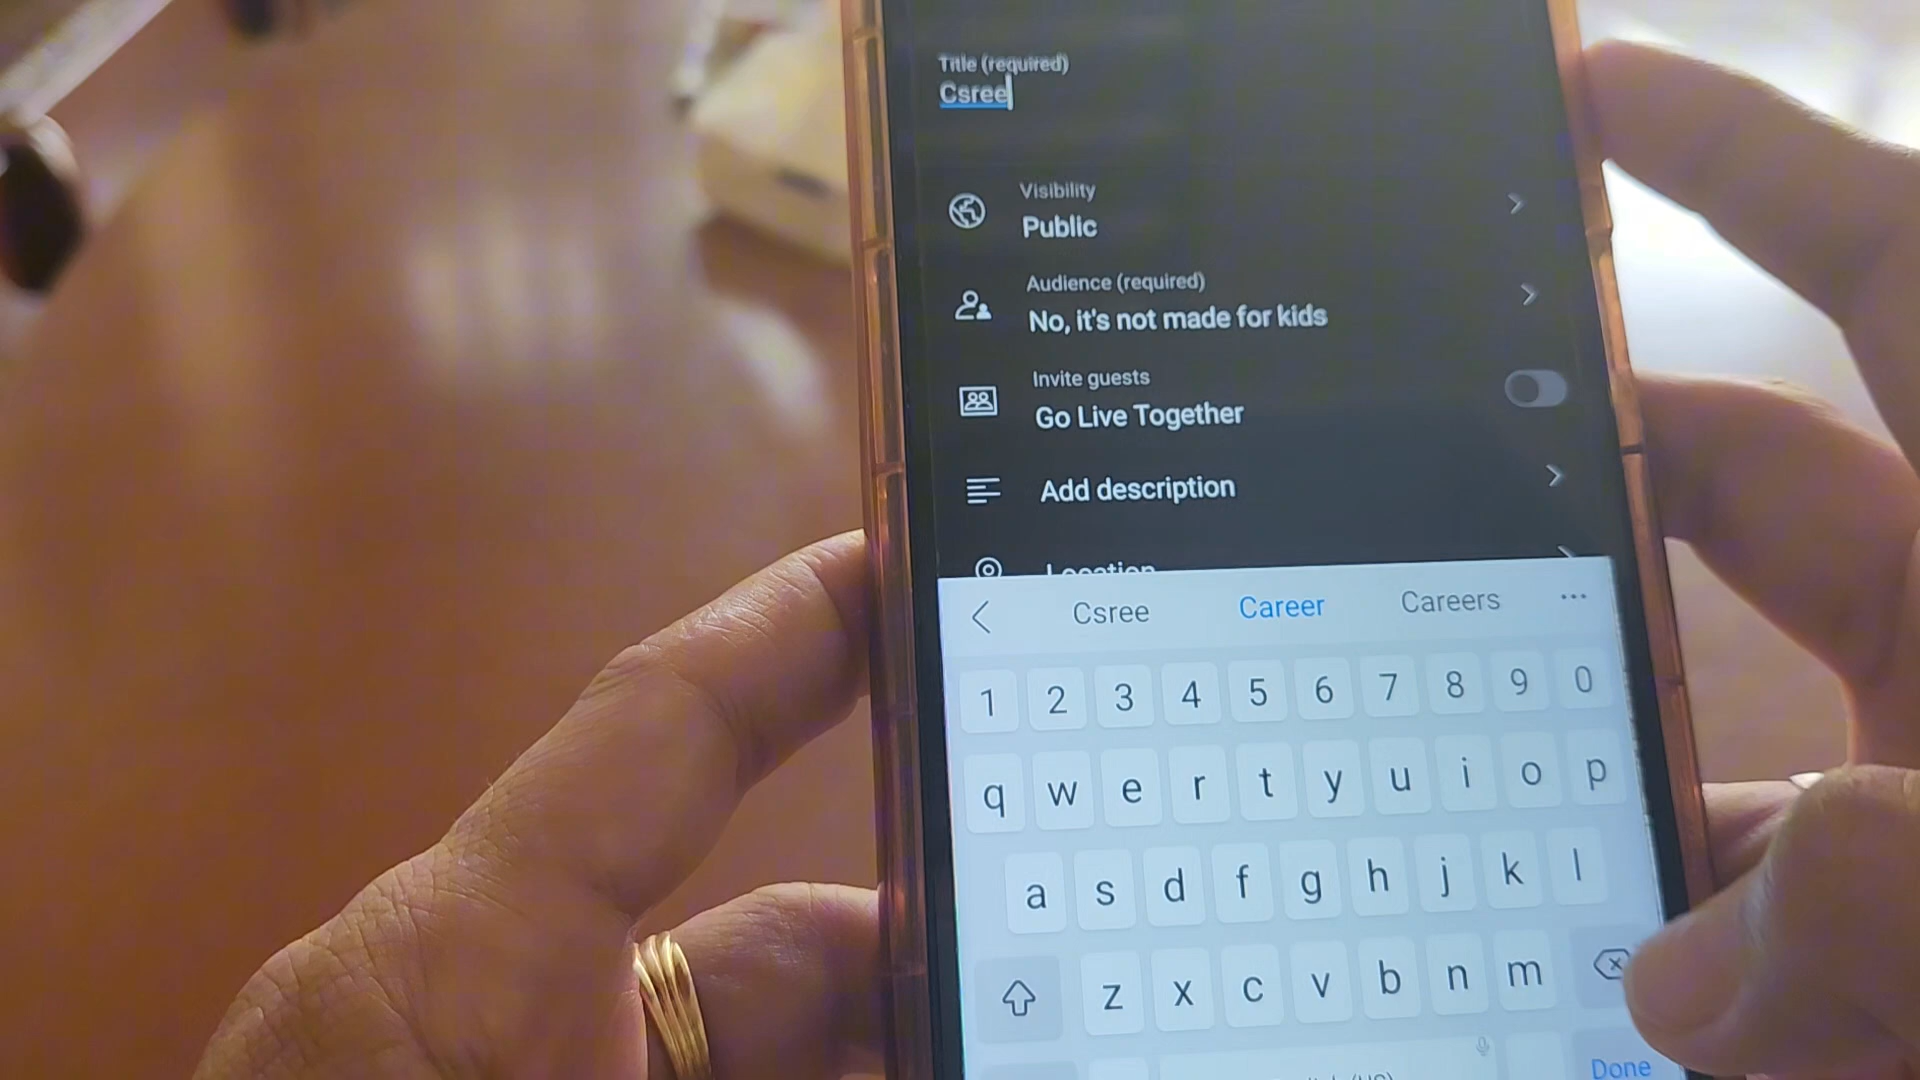 Title (required)
Csree
Visibility
Public
Audience (required)
No, it's not made for kids
Invite guests
Go Live Together
Add description
Location
Csree Career Careers ...
1 2 3 4 5 6 7 8 9 0
q w e r t y u i o p
a s d f g h j k l
z x c v b n m
Done